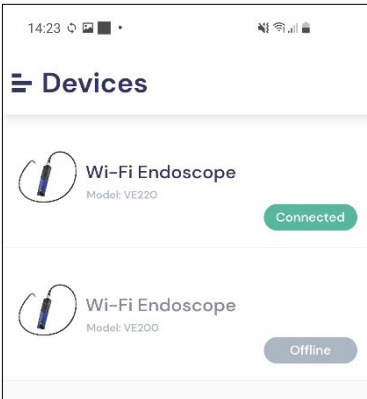 14:23
Devices
Wi-Fi Endoscope
Model: VE220
Connected
Wi-Fi Endoscope
Model: VE200
Offline